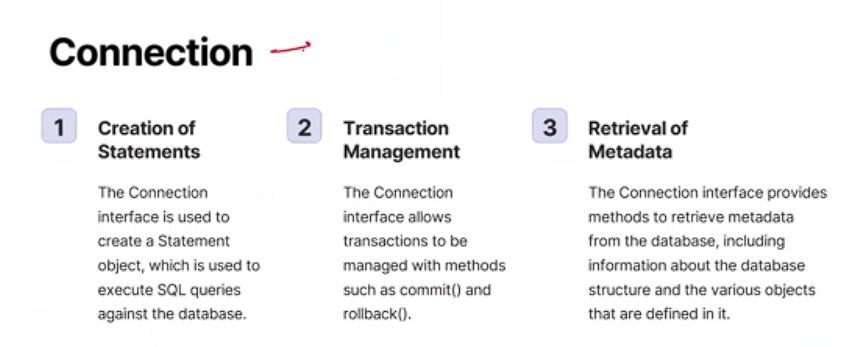 Connection
1
Creation of
Statements
The Connection
interface is used to
create a Statement
object, which is used to
execute SQL queries
against the database.
2
Transaction
Management
The Connection
interface allows
transactions to be
managed with methods
such as commit() and
rollback().
3
Retrieval of
Metadata
The Connection interface provides
methods to retrieve metadata
from the database, including
information about the database
structure and the various objects
that are defined in it.